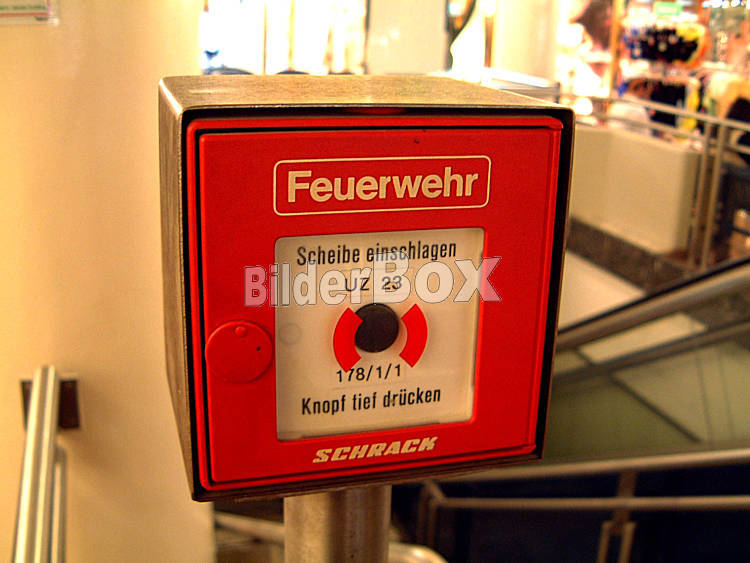 Feuerwehr
Scheibe einschlagen
BilderBOX
UZ 23
178/1/1
Knopf tief drücken
SCHRACK